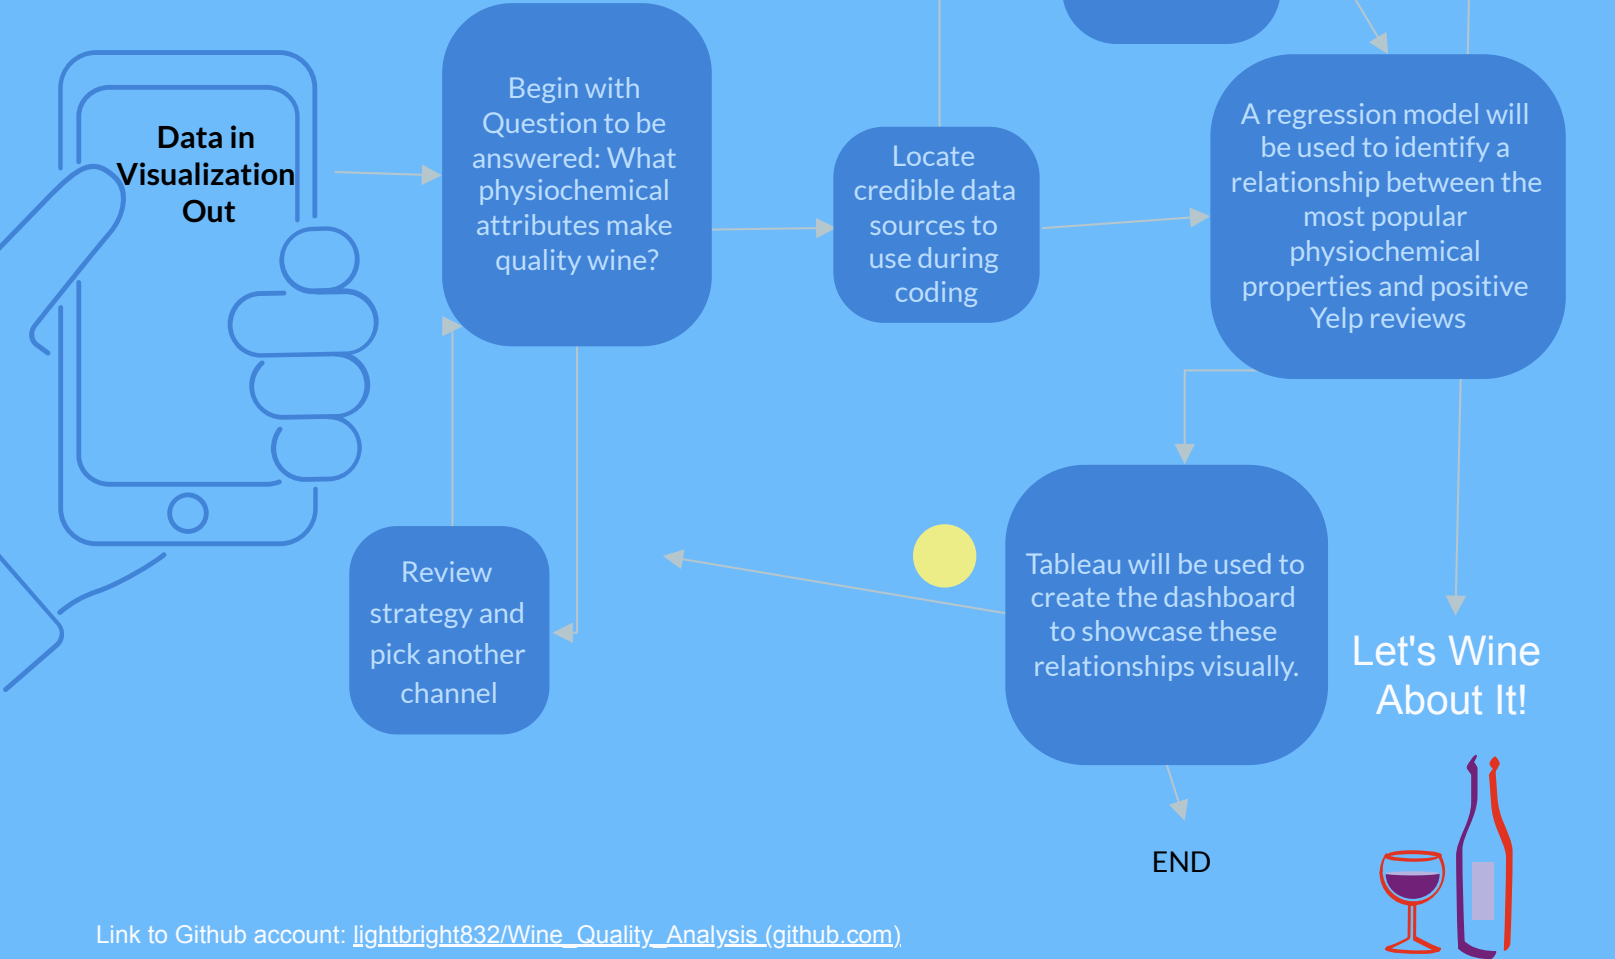 Data in
Visualization
Out
Begin with
Question to be
answered: What
physiochemical
attributes make
quality wine?
Locate
credible data
sources to
use during
coding
A regression model will
be used to identify a
relationship between the
most popular
physiochemical
properties and positive
Yelp reviews
Review
strategy and
pick another
channel
Tableau will be used to
create the dashboard
to showcase these
relationships visually.
Let's Wine
About It!
END
Link to Github account: lightbright832/Wine_Quality_Analysis (github.com)